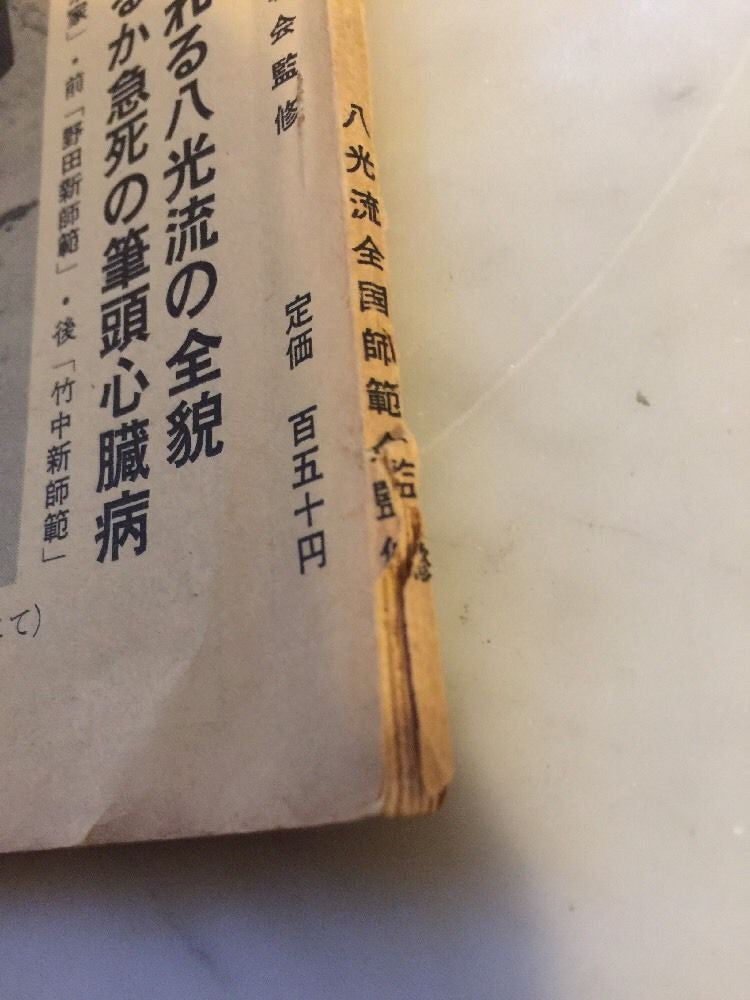 八光流全国師範会監修
会監修
定価 百五十円
れる八光流の全貌
るか急死の筆頭心臓病
」・前「野田新師範」・後「竹中新師範」
て)